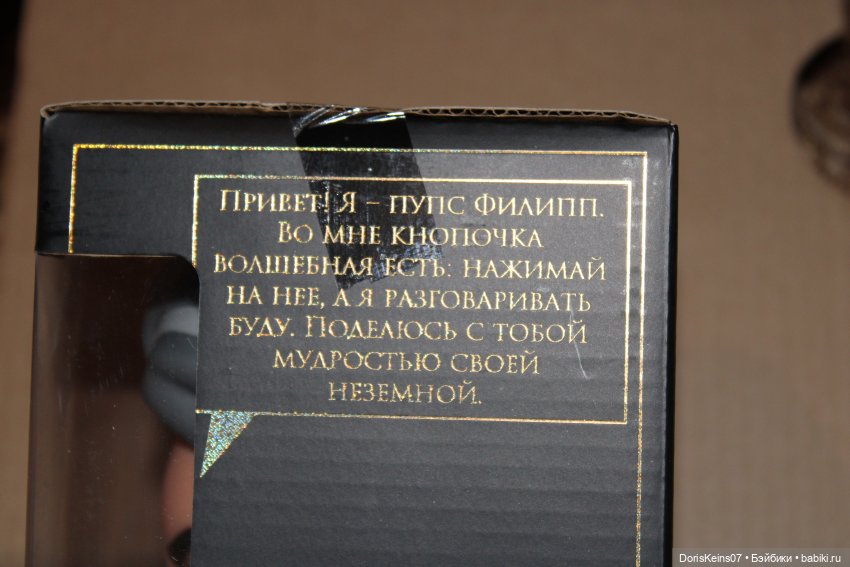 Привет! Я – пупс Филипп.
Во мне кнопочка
волшебная есть: нажимай
на нее, а я разговаривать
буду. Поделюсь с тобой
мудростью своей
неземной.
DorisKeins07 • Бэйбики • babiki.ru